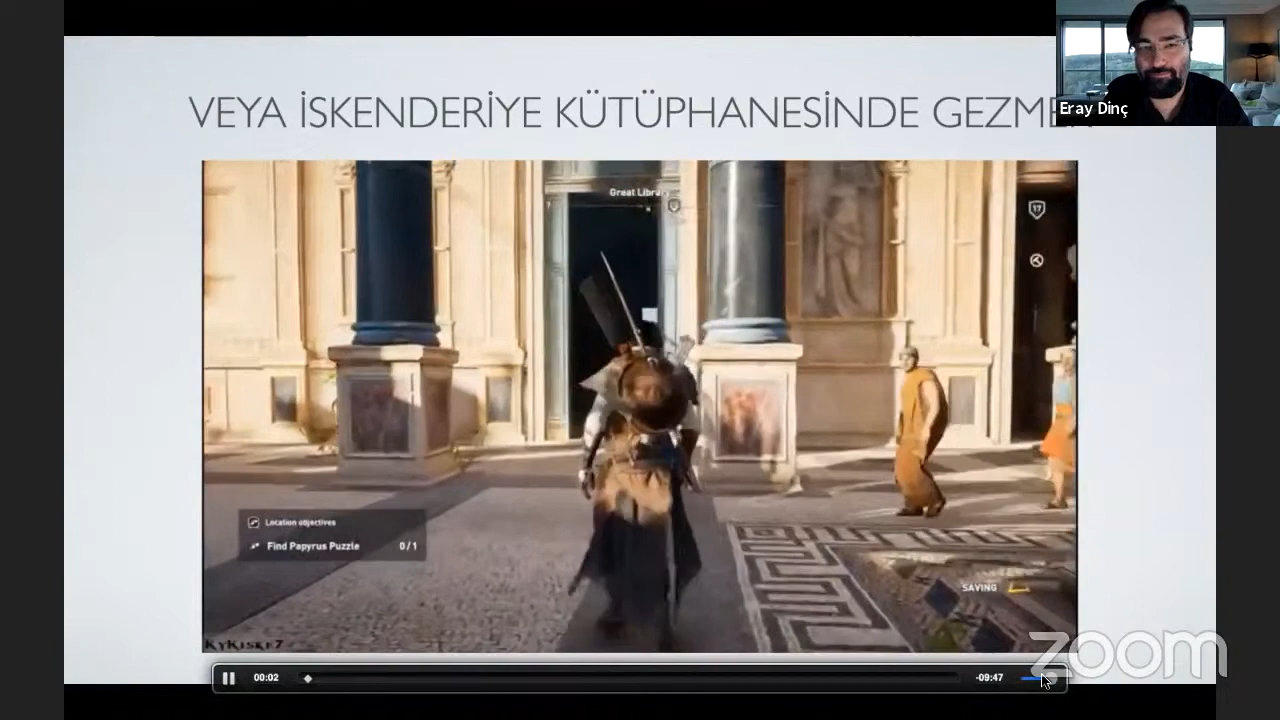 VEYA İSKENDERİYE KÜTÜPHANESİNDE
Eray Dinç
Great Library
17
Location objectives
Find Papyrus Puzzle 0/1
SAVING
KyKiske7
zoom
00:02
-09:47